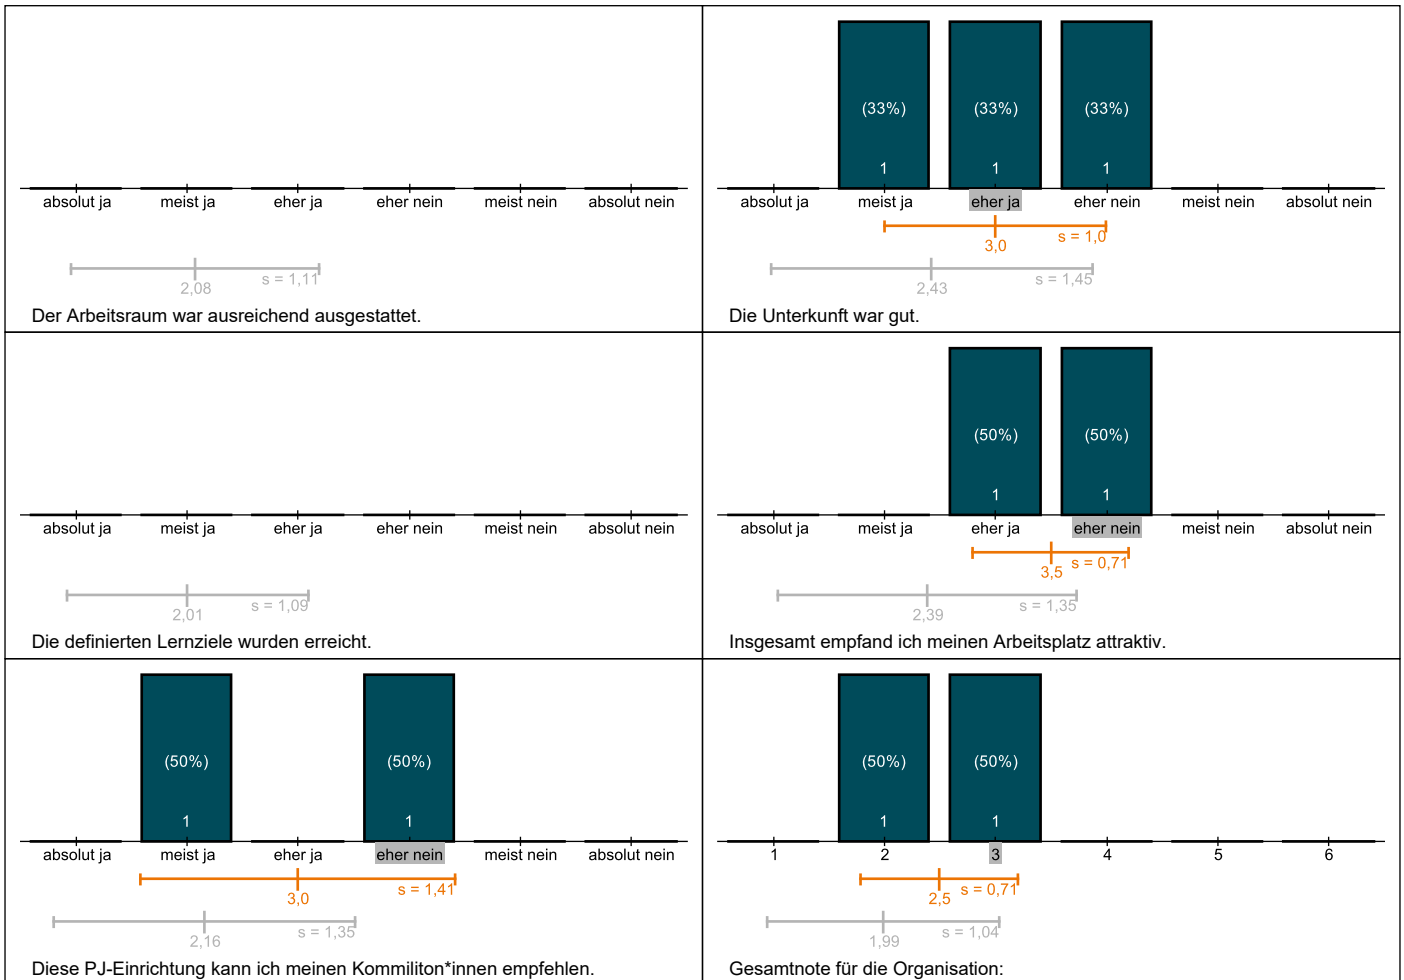 absolut ja meist ja eher ja eher nein meist nein absolut nein
2,08 s = 1,11
Der Arbeitsraum war ausreichend ausgestattet.
(33%) (33%) (33%)
1 1 1
absolut ja meist ja eher ja eher nein meist nein absolut nein
3,0 s = 1,0
2,43 s = 1,45
Die Unterkunft war gut.
absolut ja meist ja eher ja eher nein meist nein absolut nein
2,01 s = 1,09
Die definierten Lernziele wurden erreicht.
(50%) (50%)
1 1
absolut ja meist ja eher ja eher nein meist nein absolut nein
3,5 s = 0,71
2,39 s = 1,35
Insgesamt empfand ich meinen Arbeitsplatz attraktiv.
(50%) (50%)
1 1
absolut ja meist ja eher ja eher nein meist nein absolut nein
3,0 s = 1,41
2,16 s = 1,35
Diese PJ-Einrichtung kann ich meinen Kommiliton*innen empfehlen.
(50%) (50%)
1 1
1 2 3 4 5 6
2,5 s = 0,71
1,99 s = 1,04
Gesamtnote für die Organisation: